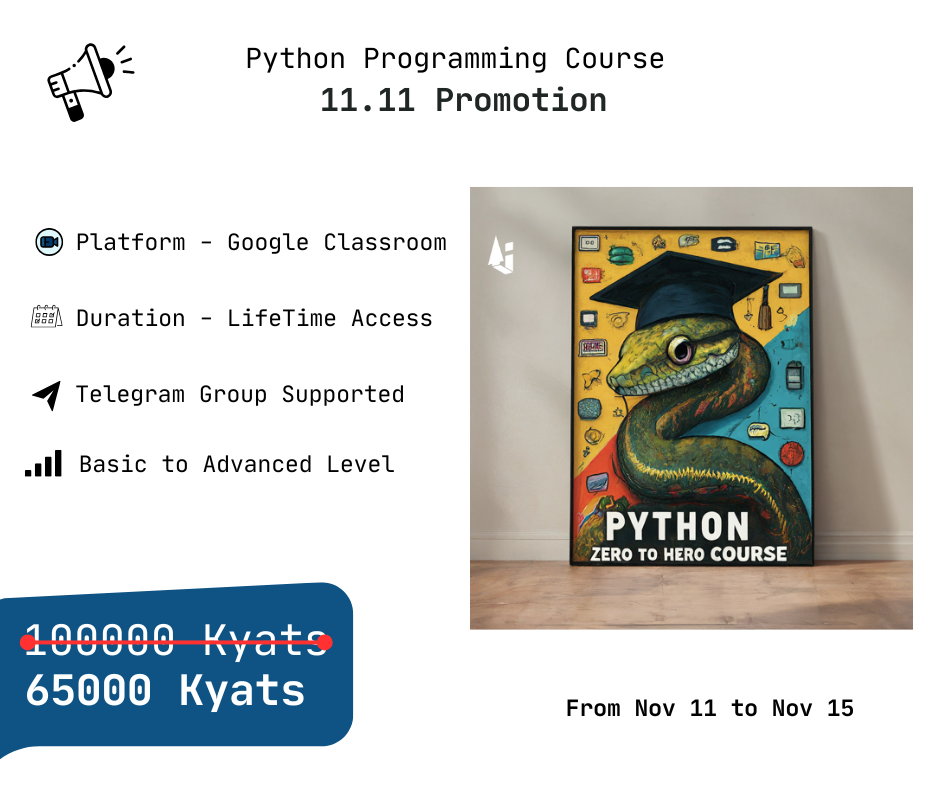 Python Programming Course
11.11 Promotion
Platform - Google Classroom
Duration - LifeTime Access
Telegram Group Supported
Basic to Advanced Level
PYTHON
ZERO TO HERO COURSE
100000 Kyats
65000 Kyats
From Nov 11 to Nov 15